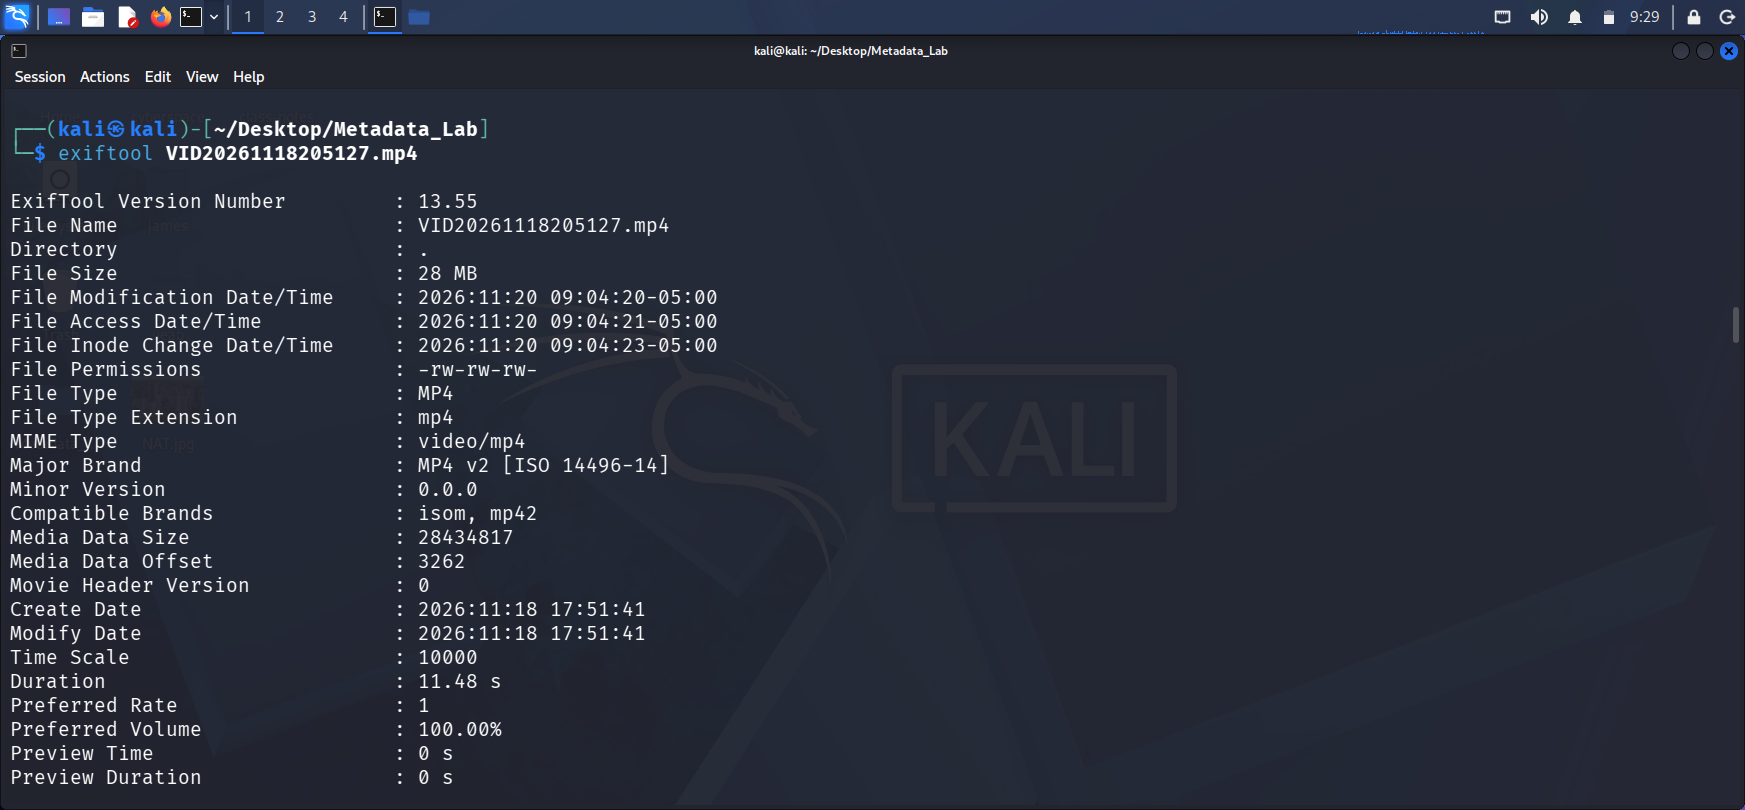 1 2 3 4 9:29
kali@kali: ~/Desktop/Metadata_Lab
Session Actions Edit View Help
┌──(kali㉿kali)-[~/Desktop/Metadata_Lab]
└─$ exiftool VID20261118205127.mp4
ExifTool Version Number : 13.55
File Name : VID20261118205127.mp4
Directory : .
File Size : 28 MB
File Modification Date/Time : 2026:11:20 09:04:20-05:00
File Access Date/Time : 2026:11:20 09:04:21-05:00
File Inode Change Date/Time : 2026:11:20 09:04:23-05:00
File Permissions : -rw-rw-rw-
File Type : MP4
File Type Extension : mp4
MIME Type : video/mp4
Major Brand : MP4 v2 [ISO 14496-14]
Minor Version : 0.0.0
Compatible Brands : isom, mp42
Media Data Size : 28434817
Media Data Offset : 3262
Movie Header Version : 0
Create Date : 2026:11:18 17:51:41
Modify Date : 2026:11:18 17:51:41
Time Scale : 10000
Duration : 11.48 s
Preferred Rate : 1
Preferred Volume : 100.00%
Preview Time : 0 s
Preview Duration : 0 s
james
NAT.jpg
KALI